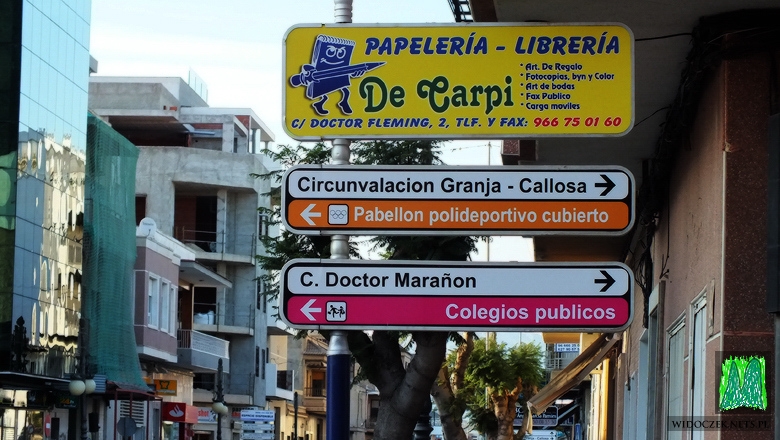 PAPELERÍA - LIBRERÍA
De Carpi
* Art. De Regalo
* Fotocopias, byn y Color
* Art de bodas
* Fax Publico
* Carga moviles
C/ DOCTOR FLEMING, 2, TLF. Y FAX: 966 75 01 60
Circunvalacion Granja - Callosa
Pabellon polideportivo cubierto
C. Doctor Marañon
Colegios publicos
WIDOCZEK.NETS.PL